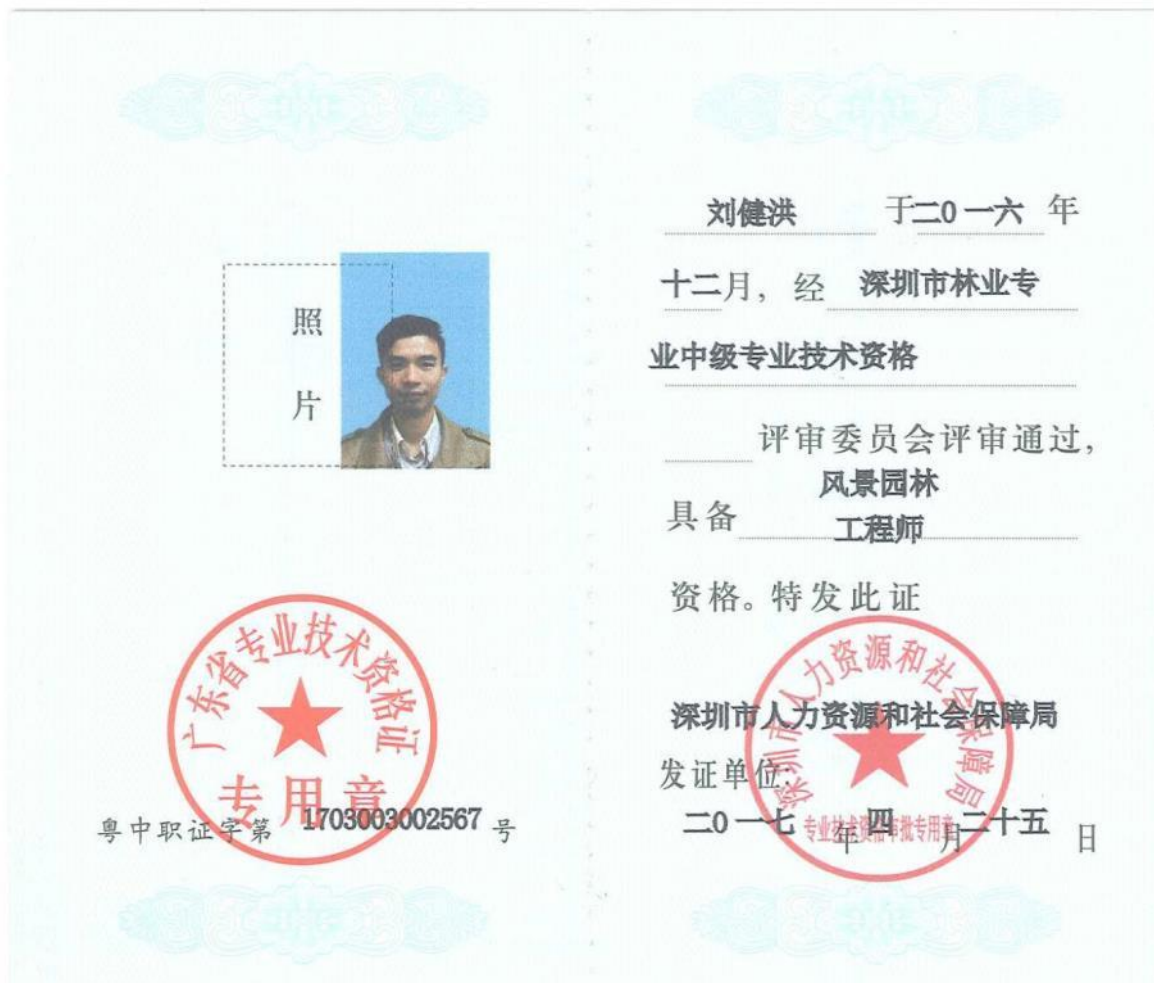 照
片
广东省专业技术资格证
专用章
粤中职证字第 1703003002567 号
刘健洪 于二0一六 年
十二月，经 深圳市林业专
业中级专业技术资格
评审委员会评审通过，
风景园林
具备 工程师
资格。特发此证
深圳市人力资源和社会保障局
深圳市人力资源和社会保障局
发证单位：
专业技术资格审批专用章
二0一七 年 四 月 二十五 日